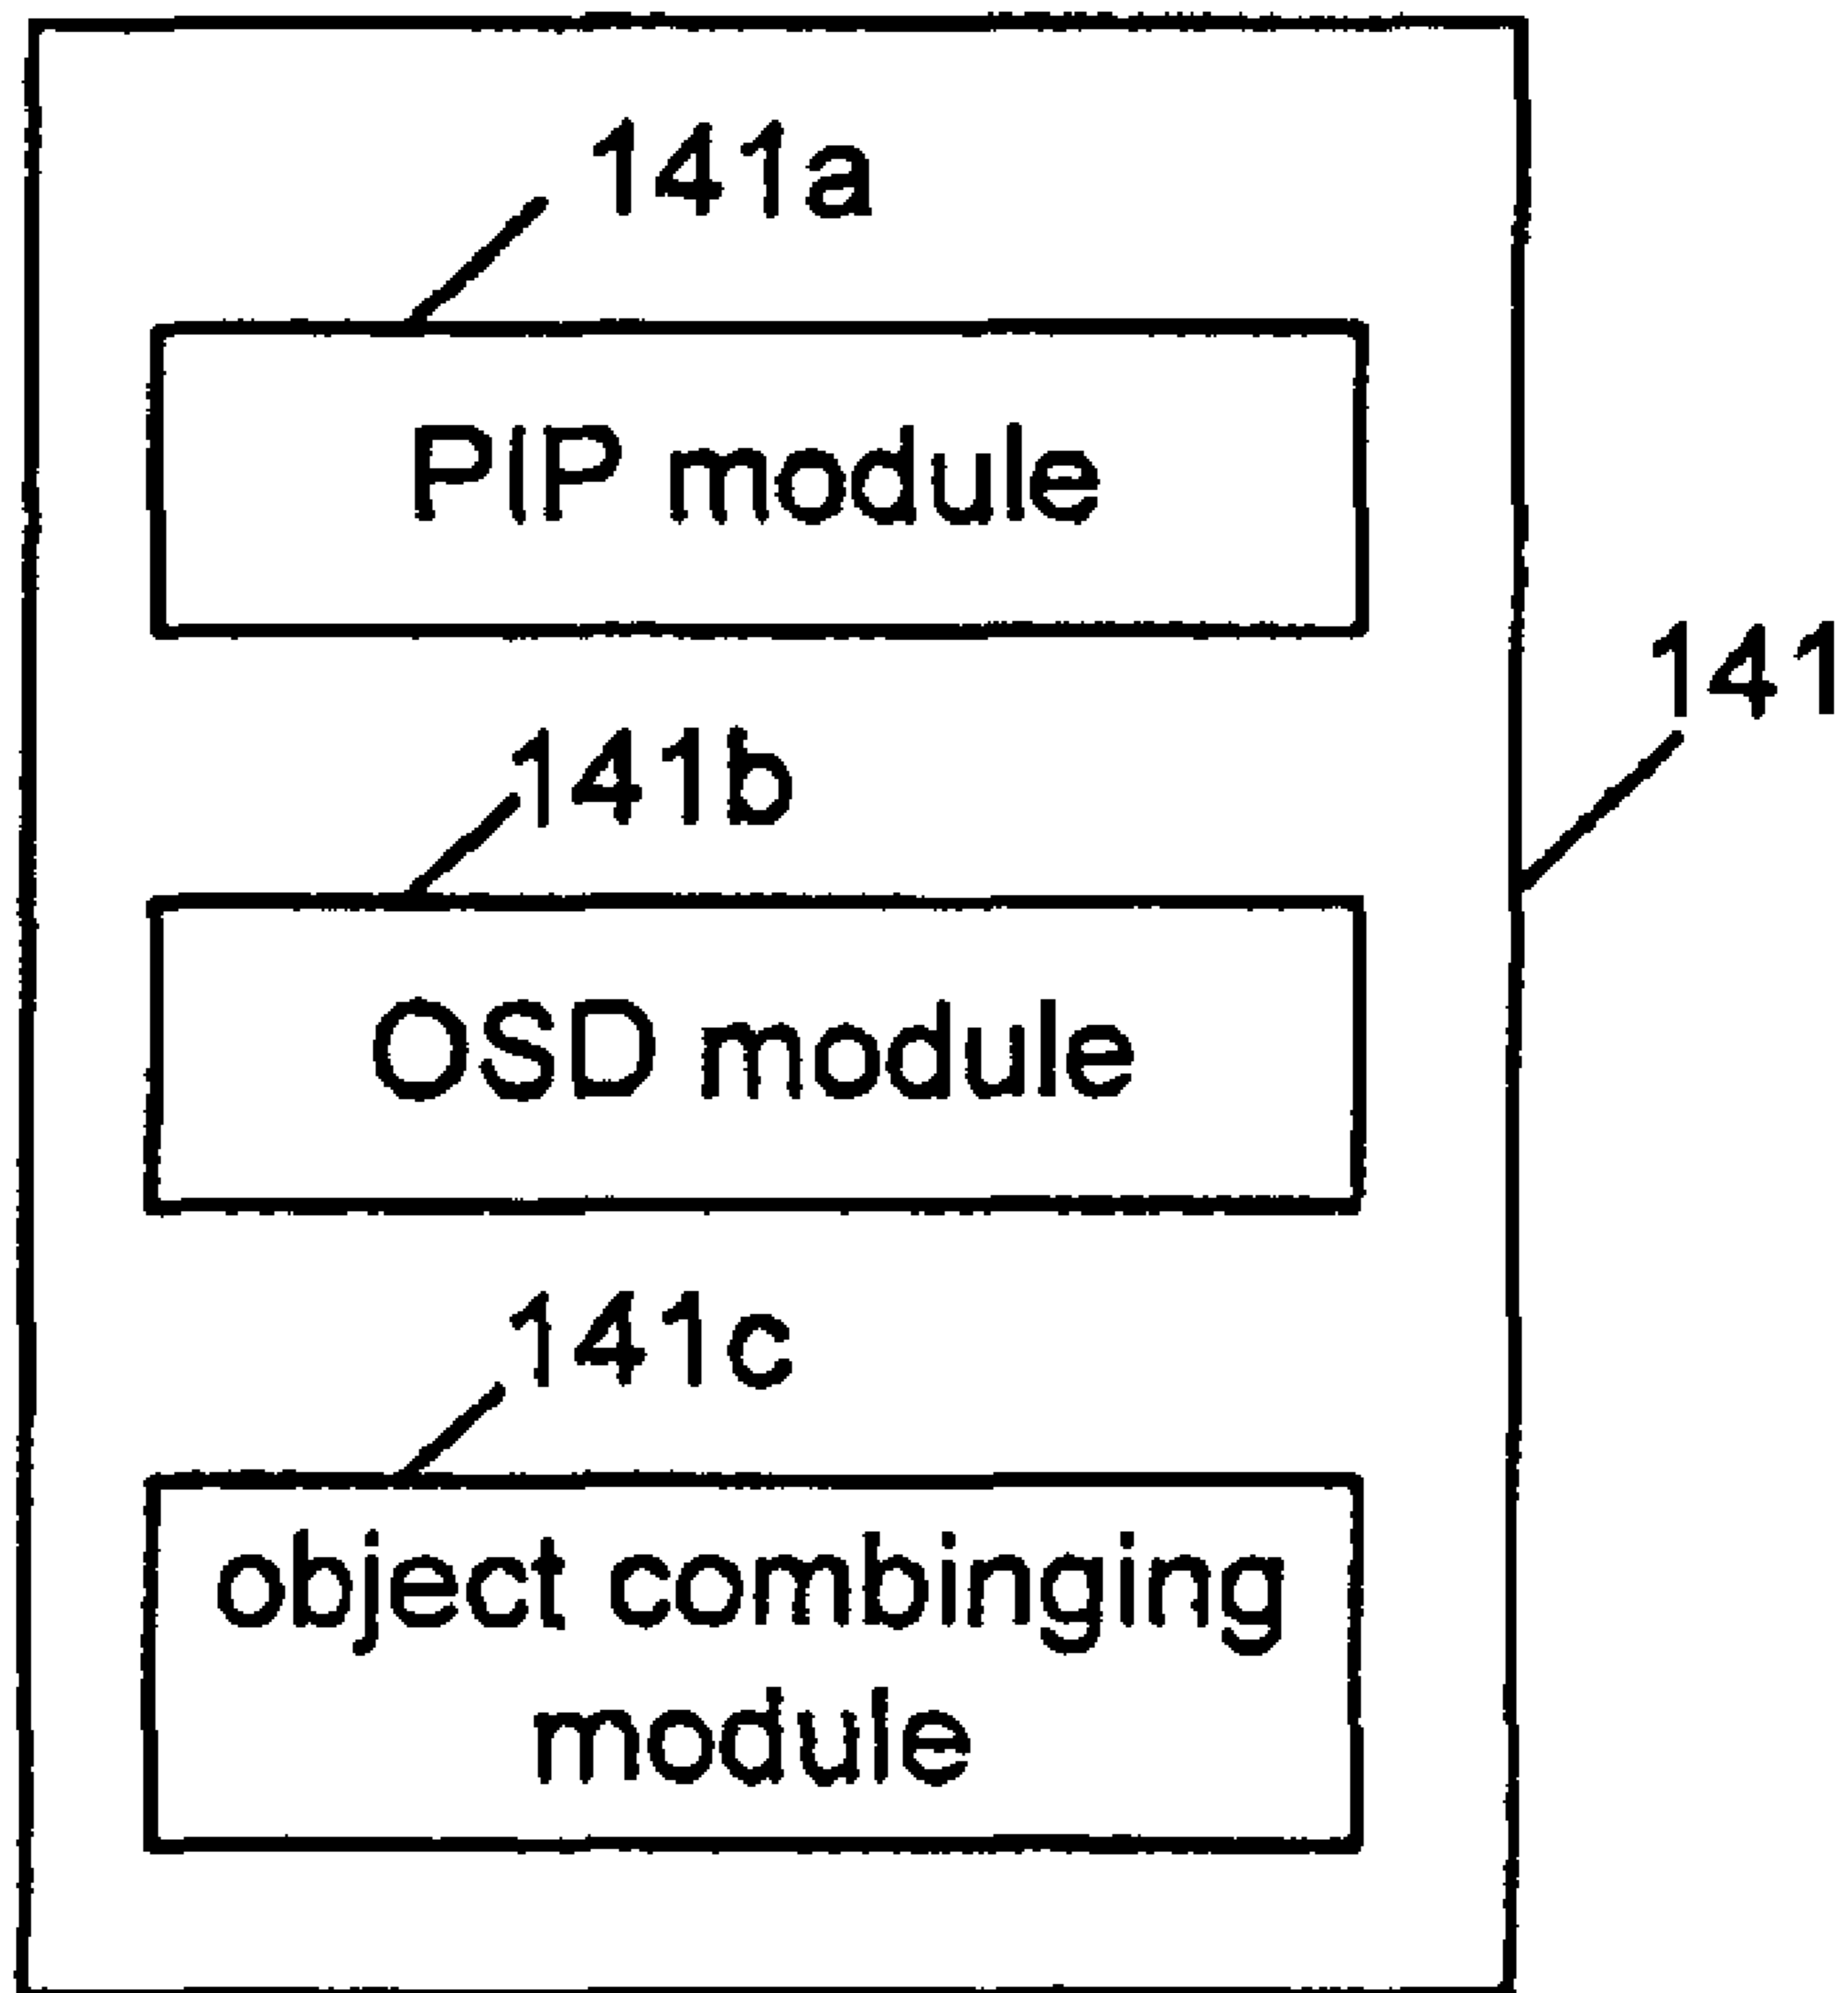 141a
PIP module
141
141b
OSD module
141c
object combinging
module